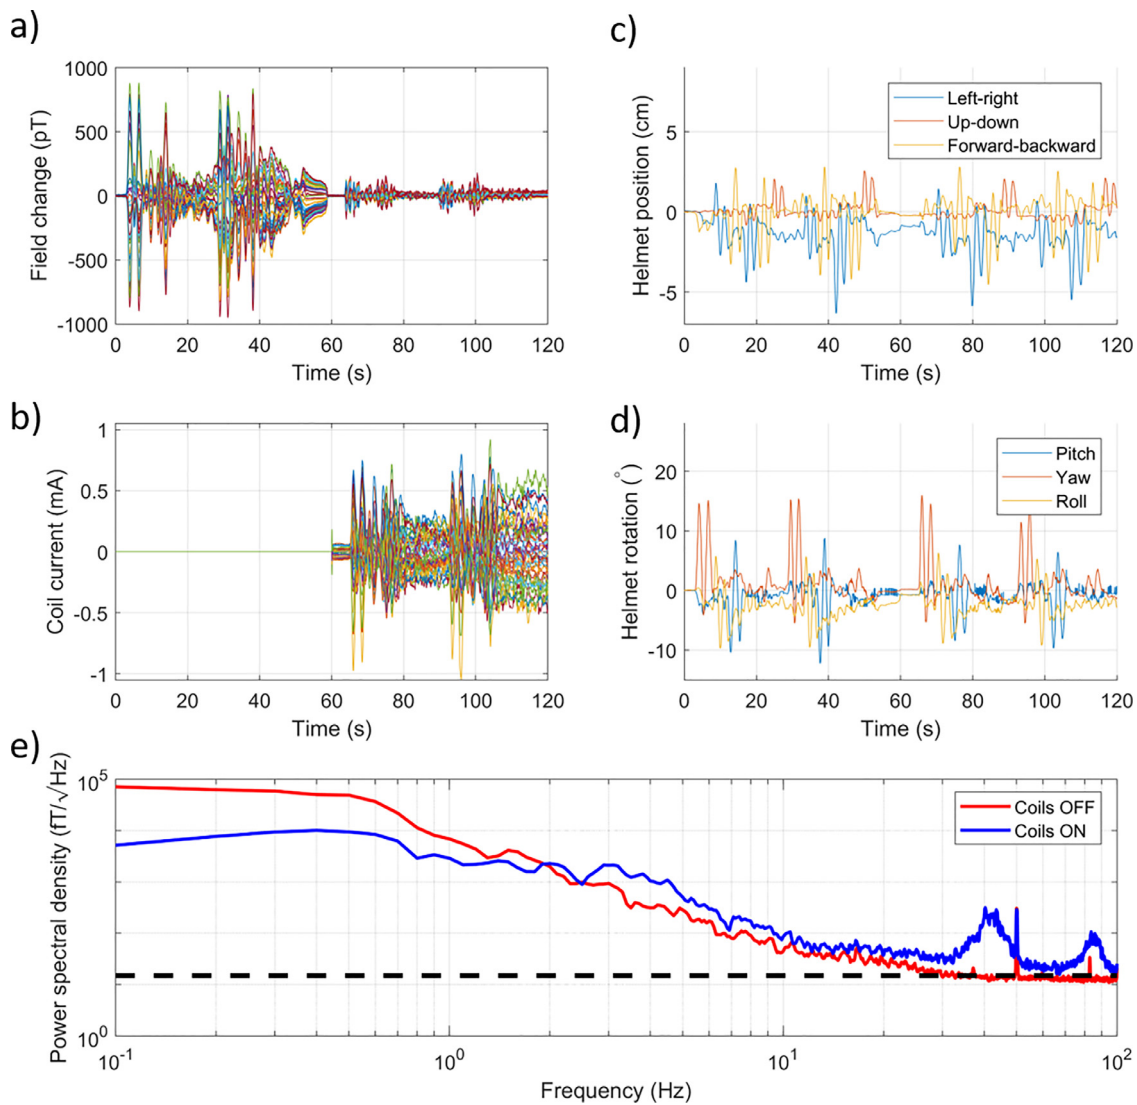 a)
1000
500
0
-500
-1000
Field change (pT)
0 20 40 60 80 100 120
Time (s)
b)
1
0.5
0
-0.5
-1
Coil current (mA)
0 20 40 60 80 100 120
Time (s)
c)
5
0
-5
Helmet position (cm)
Left-right
Up-down
Forward-backward
0 20 40 60 80 100 120
Time (s)
d)
20
10
0
-10
Helmet rotation (°)
Pitch
Yaw
Roll
0 20 40 60 80 100 120
Time (s)
e)
10^5
10^0
Power spectral density (fT/√Hz)
Coils OFF
Coils ON
10^-1 10^0 10^1 10^2
Frequency (Hz)